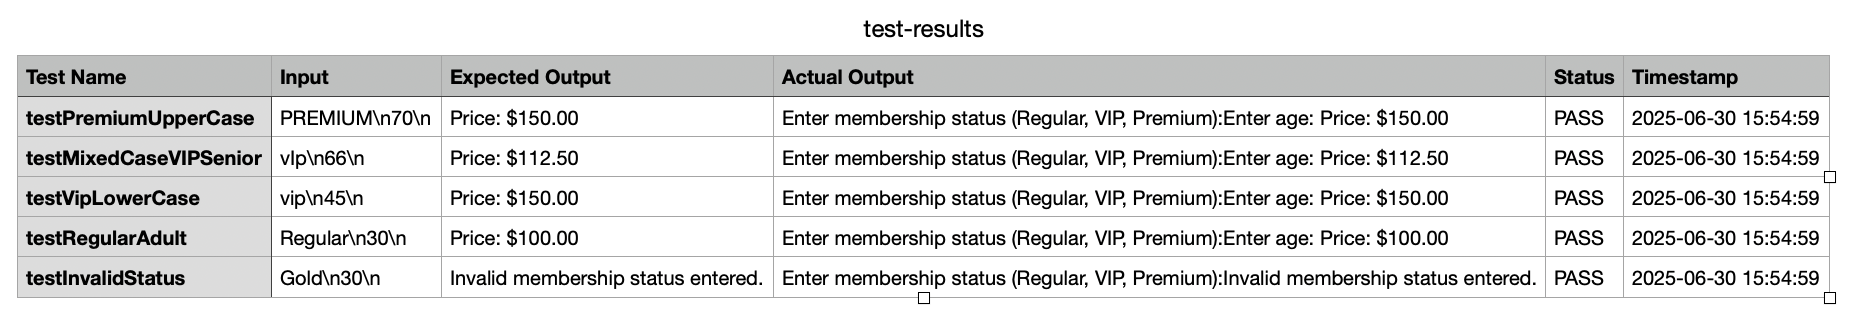 test-results
Test Name Input Expected Output Actual Output Status Timestamp
testPremiumUpperCase PREMIUM\n70\n Price: $150.00 Enter membership status (Regular, VIP, Premium):Enter age: Price: $150.00 PASS 2025-06-30 15:54:59
testMixedCaseVIPSenior vIp\n66\n Price: $112.50 Enter membership status (Regular, VIP, Premium):Enter age: Price: $112.50 PASS 2025-06-30 15:54:59
testVipLowerCase vip\n45\n Price: $150.00 Enter membership status (Regular, VIP, Premium):Enter age: Price: $150.00 PASS 2025-06-30 15:54:59
testRegularAdult Regular\n30\n Price: $100.00 Enter membership status (Regular, VIP, Premium):Enter age: Price: $100.00 PASS 2025-06-30 15:54:59
testInvalidStatus Gold\n30\n Invalid membership status entered. Enter membership status (Regular, VIP, Premium):Invalid membership status entered. PASS 2025-06-30 15:54:59